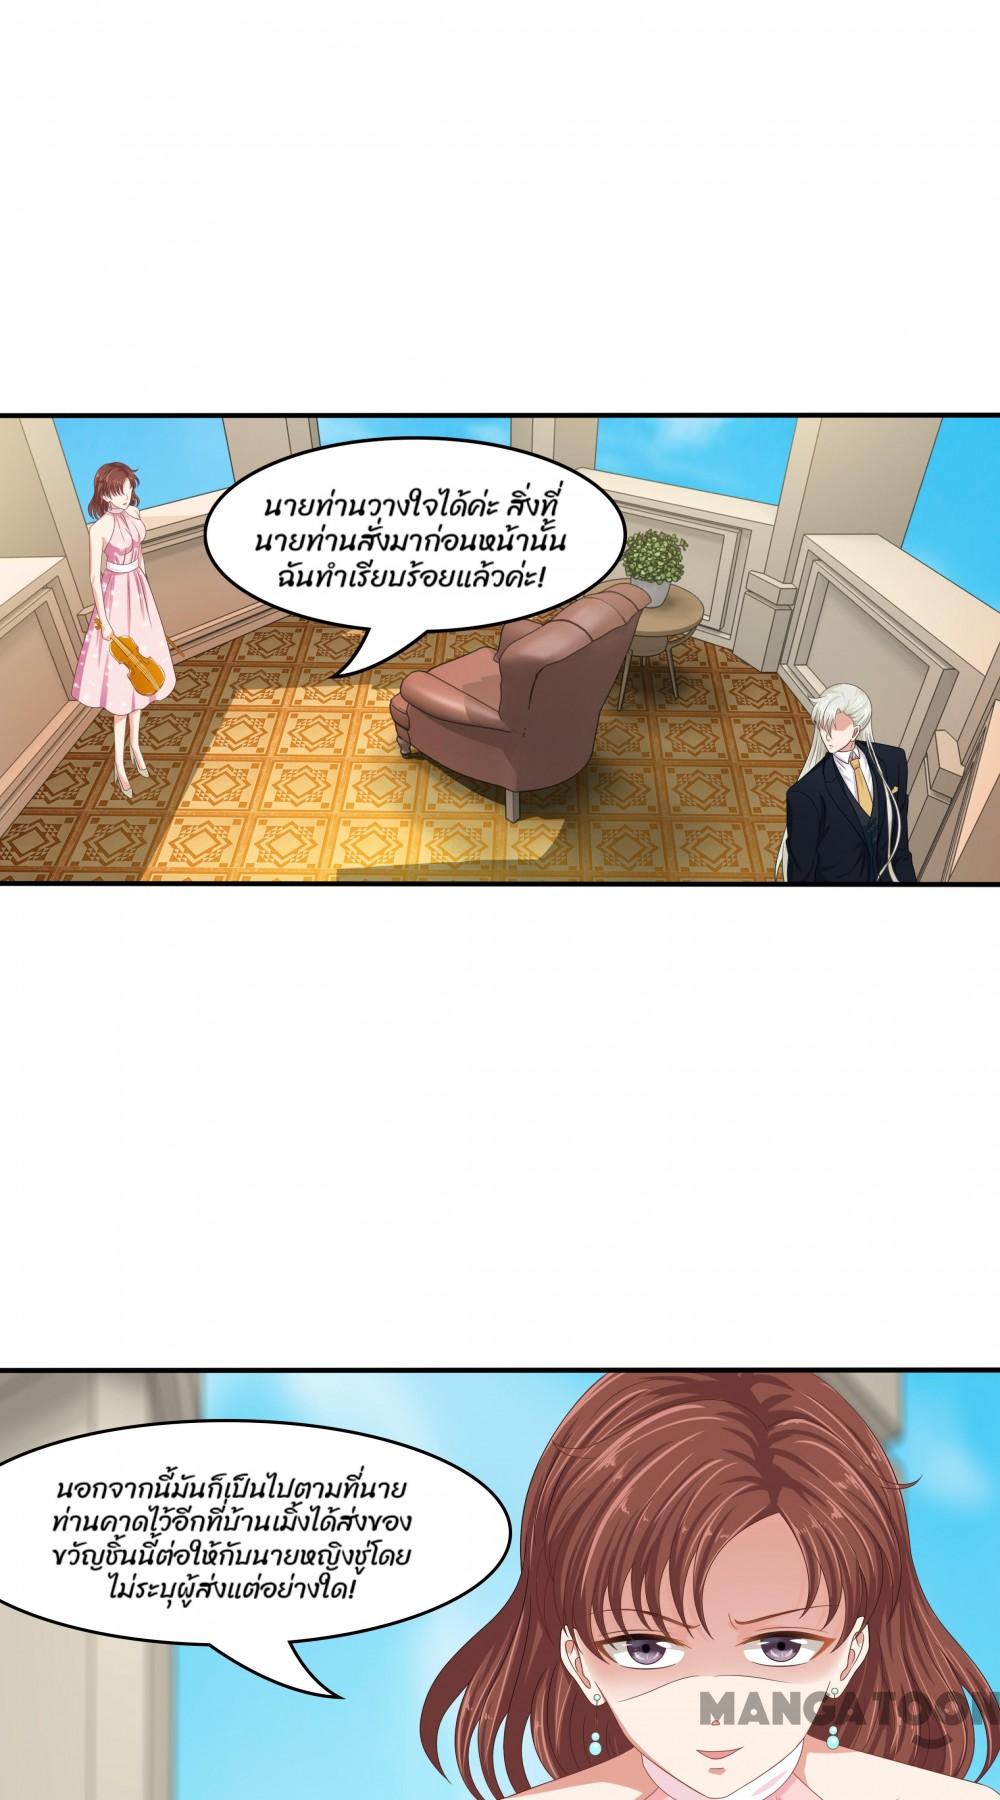 นายท่านวางใจได้ค่ะ สิ่งที่
นายท่านสั่งมาก่อนหน้านั้น
ฉันทำเรียบร้อยแล้วค่ะ!
นอกจากนี้มันก็เป็นไปตามที่นาย
ท่านคาดไว้อีกที่บ้านเมิ้งได้ส่งของ
ขวัญชิ้นนี้ต่อให้กับนายหญิงชู่โดย
ไม่ระบุผู้ส่งแต่อย่างใด!
MANGATOON